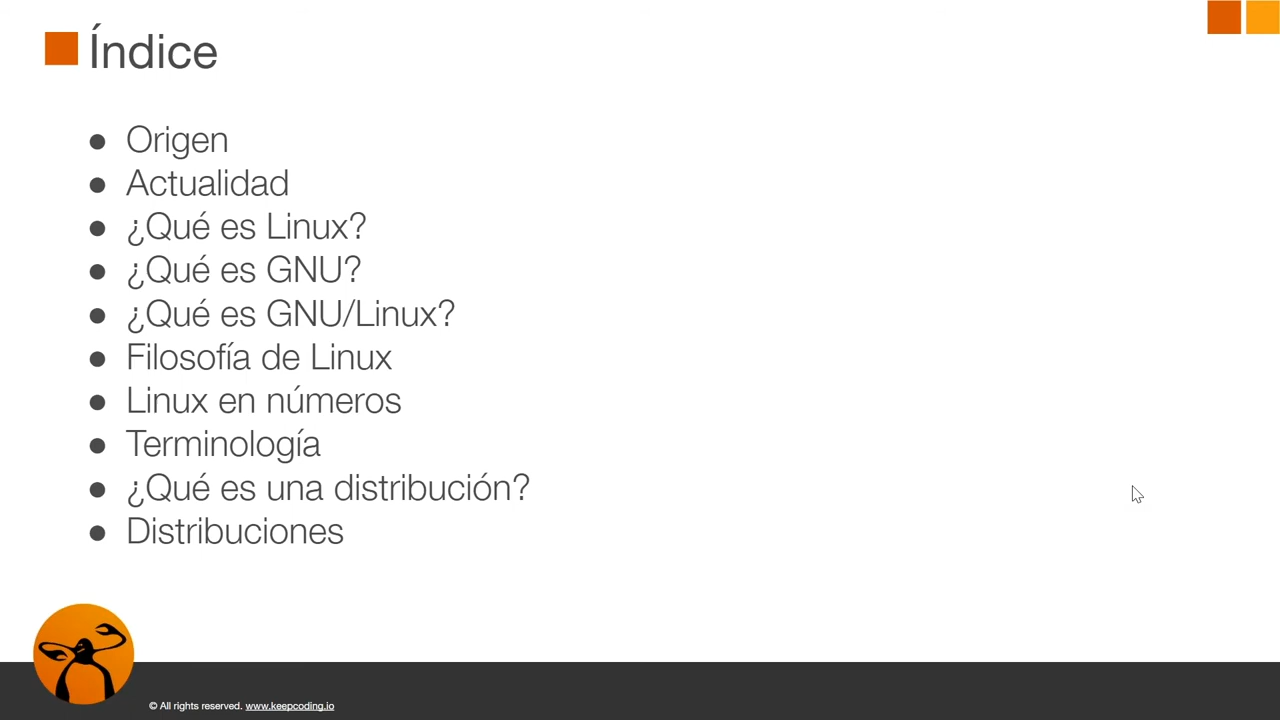 Índice
● Origen
● Actualidad
● ¿Qué es Linux?
● ¿Qué es GNU?
● ¿Qué es GNU/Linux?
● Filosofía de Linux
● Linux en números
● Terminología
● ¿Qué es una distribución?
● Distribuciones
© All rights reserved. www.keepcoding.io